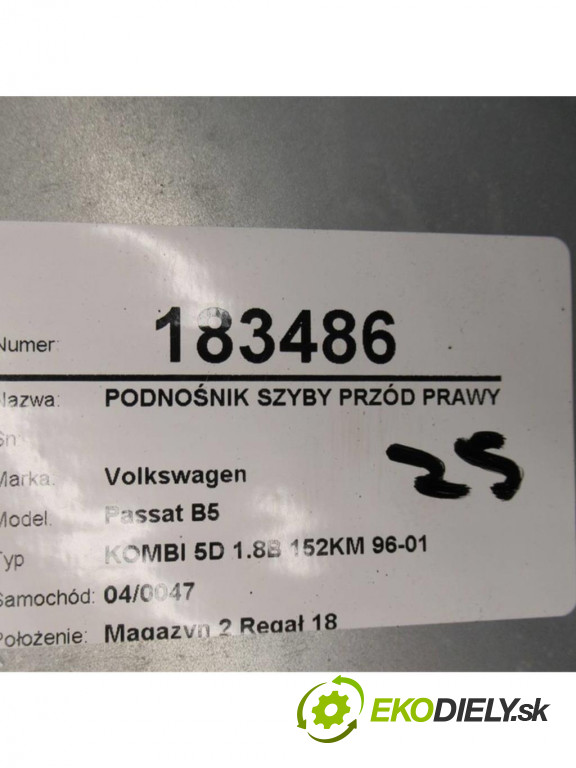 Numer: 183486
Nazwa: PODNOŚNIK SZYBY PRZÓD PRAWY
Sn
Marka: Volkswagen
25
Model: Passat B5
Typ KOMBI 5D 1.8B 152KM 96-01
Samochód: 04/0047
Położenie: Magazyn 2 Regał 18
EKODIELY.sk